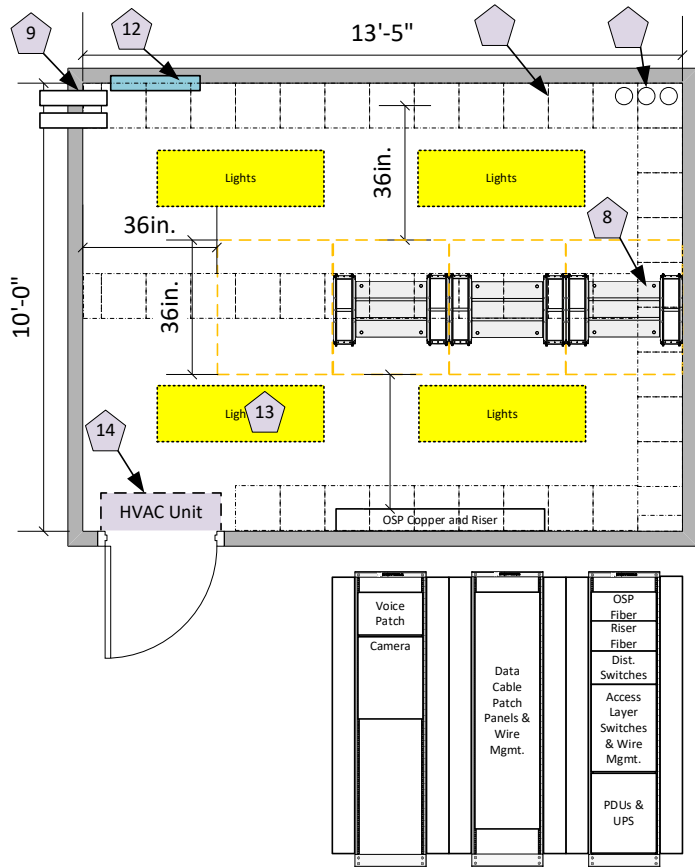 9
12
13'-5"
Lights
Lights
36in.
36in.
8
36in.
10'-0"
Lights
13
Lights
14
HVAC Unit
OSP Copper and Riser
Voice
Patch
Camera
Data
Cable
Patch
Panels &
Wire
Mgmt.
OSP
Fiber
Riser
Fiber
Dist.
Switches
Access
Layer
Switches
& Wire
Mgmt.
PDUs &
UPS